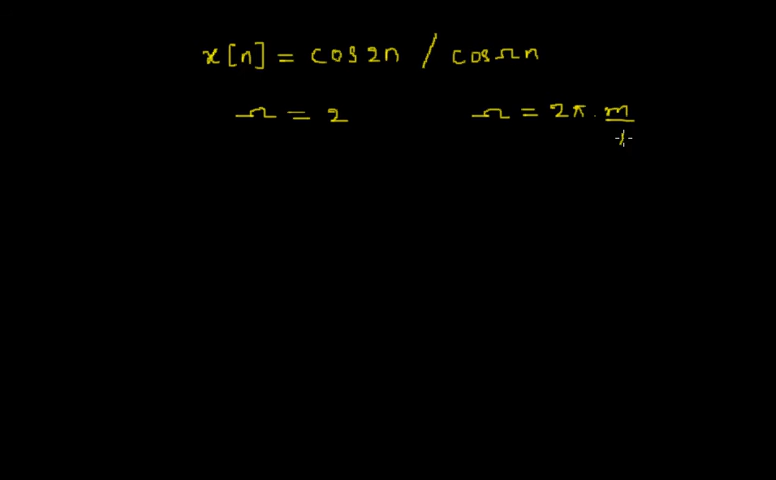 x[n] = cos 2n / cos Ωn
Ω = 2 Ω = 2π . m